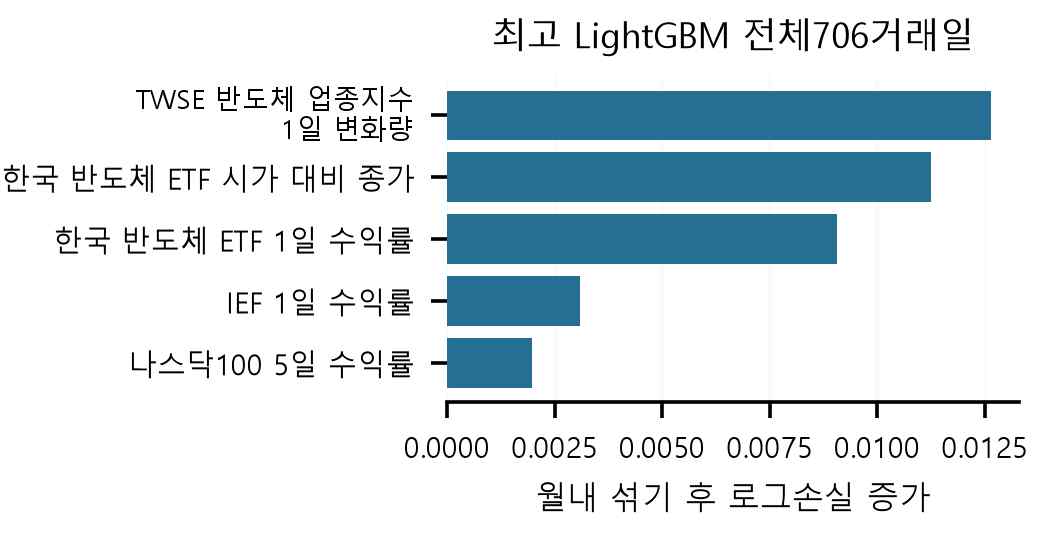 최고 LightGBM 전체706거래일
TWSE 반도체 업종지수
1일 변화량
한국 반도체 ETF 시가 대비 종가
한국 반도체 ETF 1일 수익률
IEF 1일 수익률
나스닥100 5일 수익률
0.0000 0.0025 0.0050 0.0075 0.0100 0.0125
월내 섞기 후 로그손실 증가